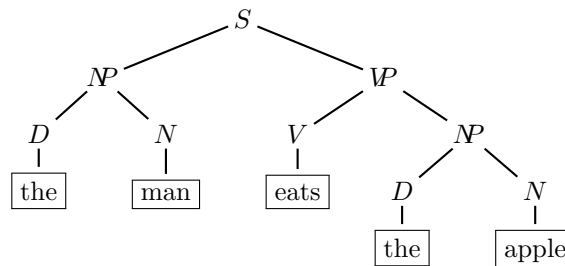 S
NP VP
D N V NP
the man eats D N
the apple